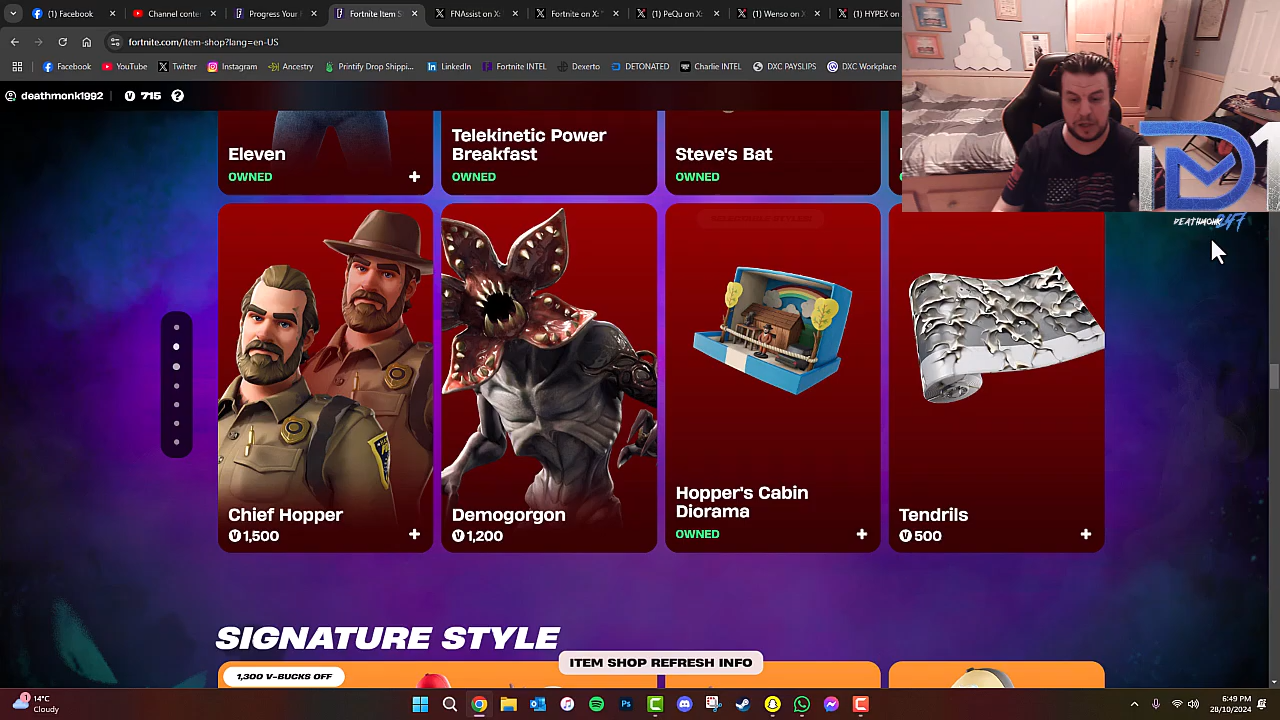 (1) Facebook
Channel conten
Progress Your F
Fortnite Item S
FNAssist on X:
Fortnite on X: "
(1) PeQu on X
(1) Wenso on X
(1) HYPEX on
fortnite.com/item-shop?lang=en-US
Facebook
YouTube
Twitter
Instagram
Ancestry
Printify Drop Shippi...
LinkedIn
Fortnite INTEL
Dexerto
DETONATED
Charlie INTEL
DXC PAYSLIPS
DXC Workplace
deathmonk1992
715
Eleven
OWNED
Telekinetic Power
Breakfast
OWNED
Steve's Bat
OWNED
DEATHMONK 247
Chief Hopper
1,500
Demogorgon
1,200
Hopper's Cabin
Diorama
OWNED
Tendrils
500
SIGNATURE STYLE
1,300 V-BUCKS OFF
ITEM SHOP REFRESH INFO
14°C
Cloudy
6:49 PM
28/10/2024